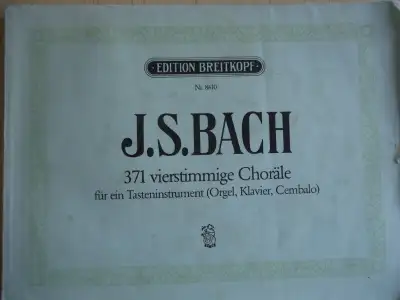 · EDITION BREITKOPF ·
Nr. 8610
J.S.BACH
371 vierstimmige Choräle
für ein Tasteninstrument (Orgel, Klavier, Cembalo)